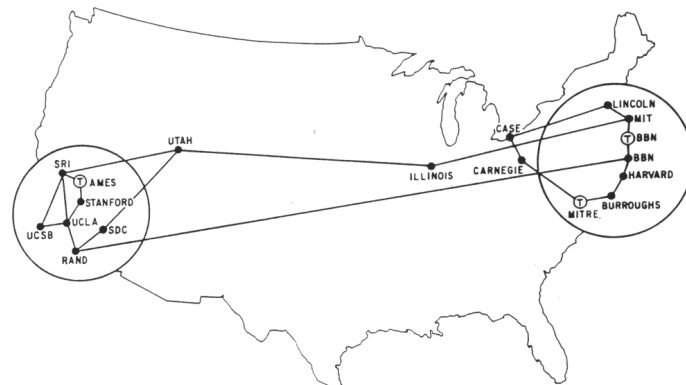 LINCOLN
MIT
CASE
T BBN
UTAH
BBN
SRI
ILLINOIS
CARNEGIE
HARVARD
T AMES
STANFORD
T
BURROUGHS
MITRE
UCLA
SDC
UCSB
RAND